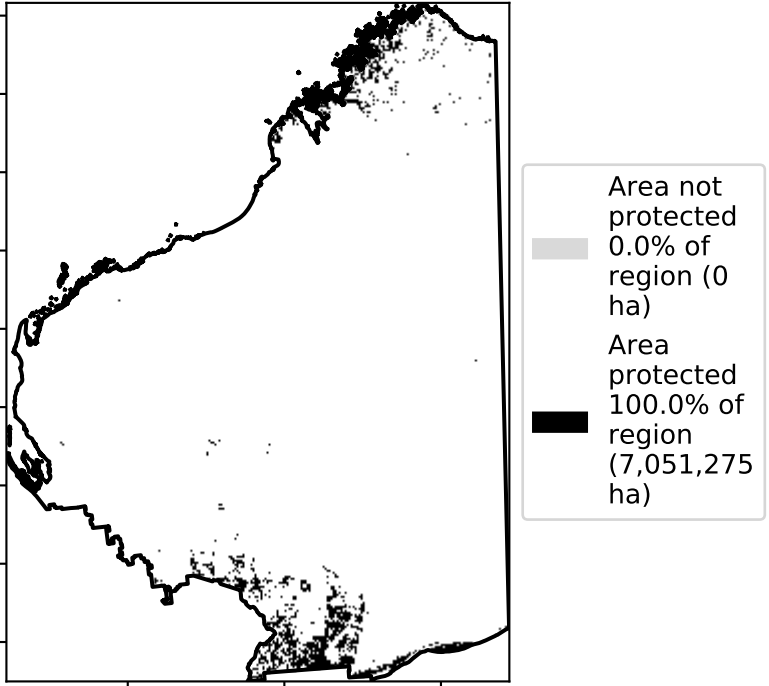 Area not
protected
0.0% of
region (0
ha)
Area
protected
100.0% of
region
(7,051,275
ha)